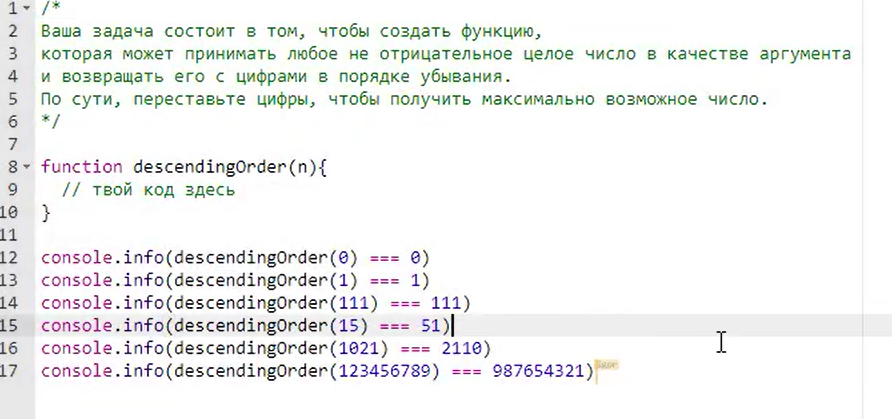 1 /*
2 Ваша задача состоит в том, чтобы создать функцию,
3 которая может принимать любое не отрицательное целое число в качестве аргумента
4 и возвращать его с цифрами в порядке убывания.
5 По сути, переставьте цифры, чтобы получить максимально возможное число.
6 */
7
8 function descendingOrder(n){
9 // твой код здесь
10 }
11
12 console.info(descendingOrder(0) === 0)
13 console.info(descendingOrder(1) === 1)
14 console.info(descendingOrder(111) === 111)
15 console.info(descendingOrder(15) === 51)
16 console.info(descendingOrder(1021) === 2110)
17 console.info(descendingOrder(123456789) === 987654321)